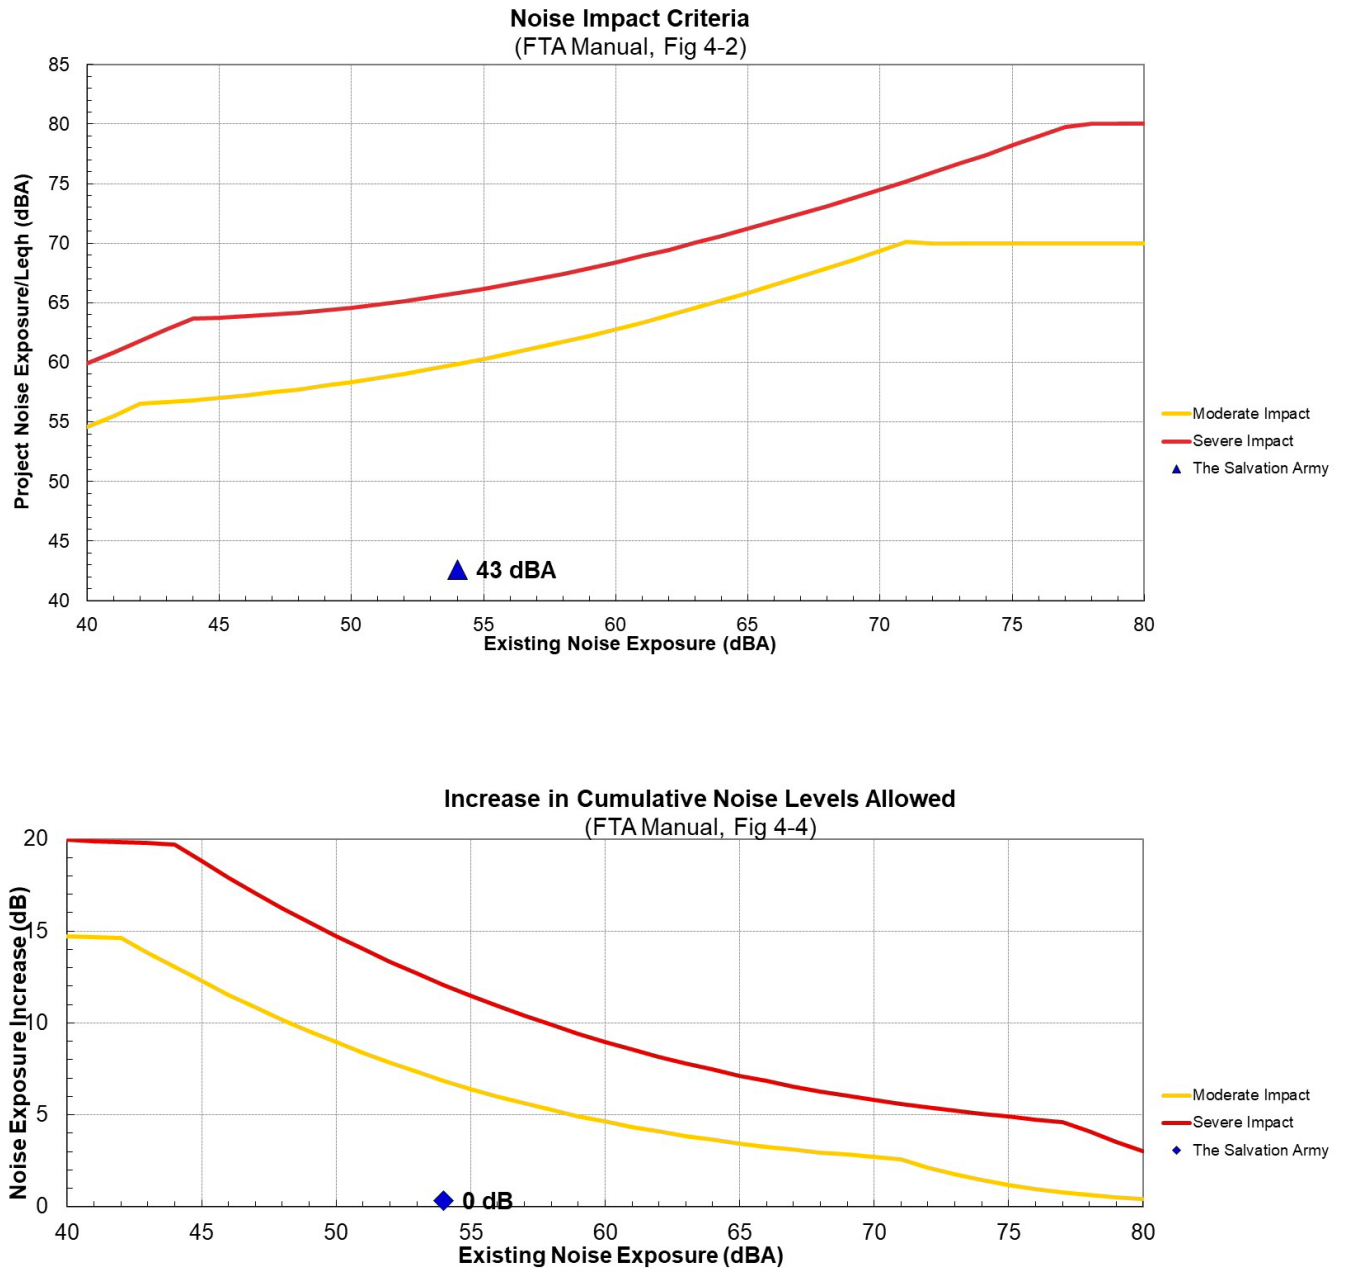 Noise Impact Criteria
(FTA Manual, Fig 4-2)
Project Noise Exposure/Leqh (dBA)
85
80
75
70
65
60
55
50
45
40
43 dBA
40 45 50 55 60 65 70 75 80
Existing Noise Exposure (dBA)
Moderate Impact
Severe Impact
The Salvation Army
Increase in Cumulative Noise Levels Allowed
(FTA Manual, Fig 4-4)
Noise Exposure Increase (dB)
20
15
10
5
0
0 dB
40 45 50 55 60 65 70 75 80
Existing Noise Exposure (dBA)
Moderate Impact
Severe Impact
The Salvation Army